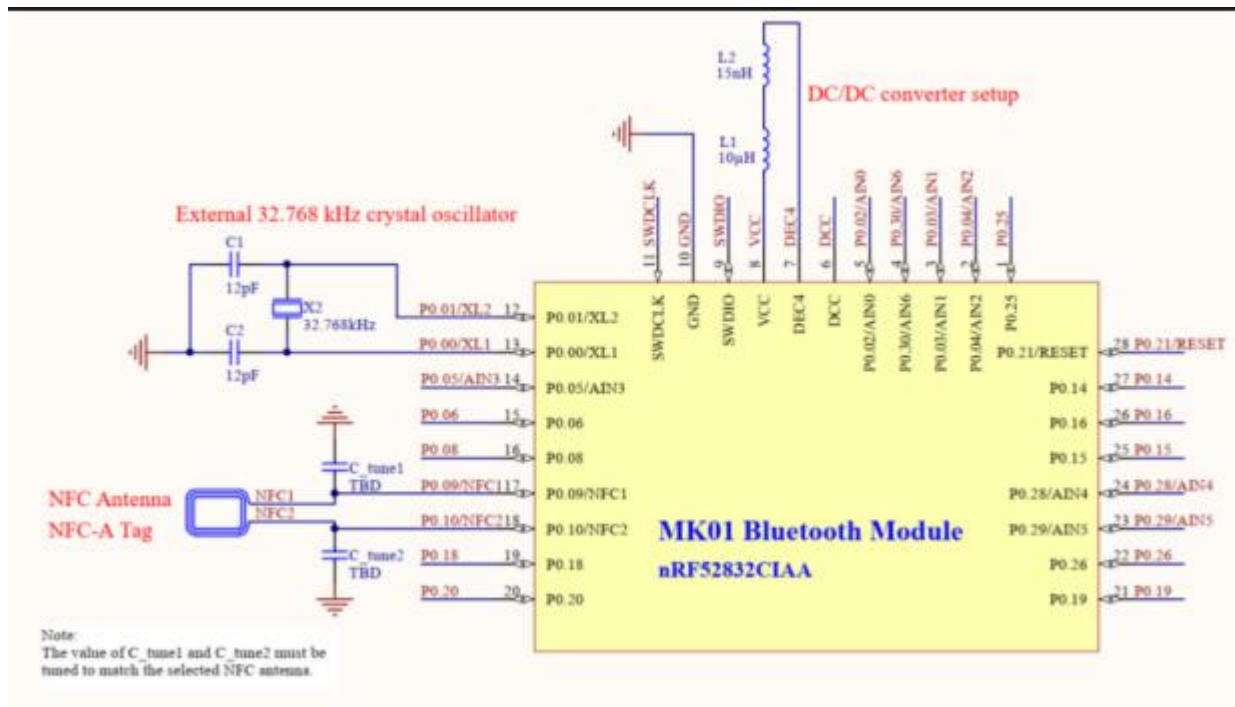 L2
15nH
DC/DC converter setup
L1
10µH
External 32.768 kHz crystal oscillator
C1
12pF
X2
32.768kHz
C2
12pF
11 SWDCLK
10 GND
9 SWDIO
8 VCC
7 DEC4
6 DCC
5 P0.02/AIN0
4 P0.30/AIN6
3 P0.03/AIN1
2 P0.04/AIN2
1 P0.25
SWDCLK
GND
SWDIO
VCC
DEC4
DCC
P0.02/AIN0
P0.30/AIN6
P0.03/AIN1
P0.04/AIN2
P0.25
P0.01/XL2 12 P0.01/XL2
P0.00/XL1 13 P0.00/XL1
P0.05/AIN3 14 P0.05/AIN3
P0.06 15 P0.06
P0.08 16 P0.08
C_tune1
TBD
P0.09/NFC1 17 P0.09/NFC1
P0.10/NFC2 18 P0.10/NFC2
C_tune2
TBD
P0.18 19 P0.18
P0.20 20 P0.20
NFC Antenna
NFC-A Tag
NFC1
NFC2
MK01 Bluetooth Module
nRF52832CIAA
P0.21/RESET 28 P0.21/RESET
P0.14 27 P0.14
P0.16 26 P0.16
P0.15 25 P0.15
P0.28/AIN4 24 P0.28/AIN4
P0.29/AIN5 23 P0.29/AIN5
P0.26 22 P0.26
P0.19 21 P0.19
Note:
The value of C_tune1 and C_tune2 must be
tuned to match the selected NFC antenna.